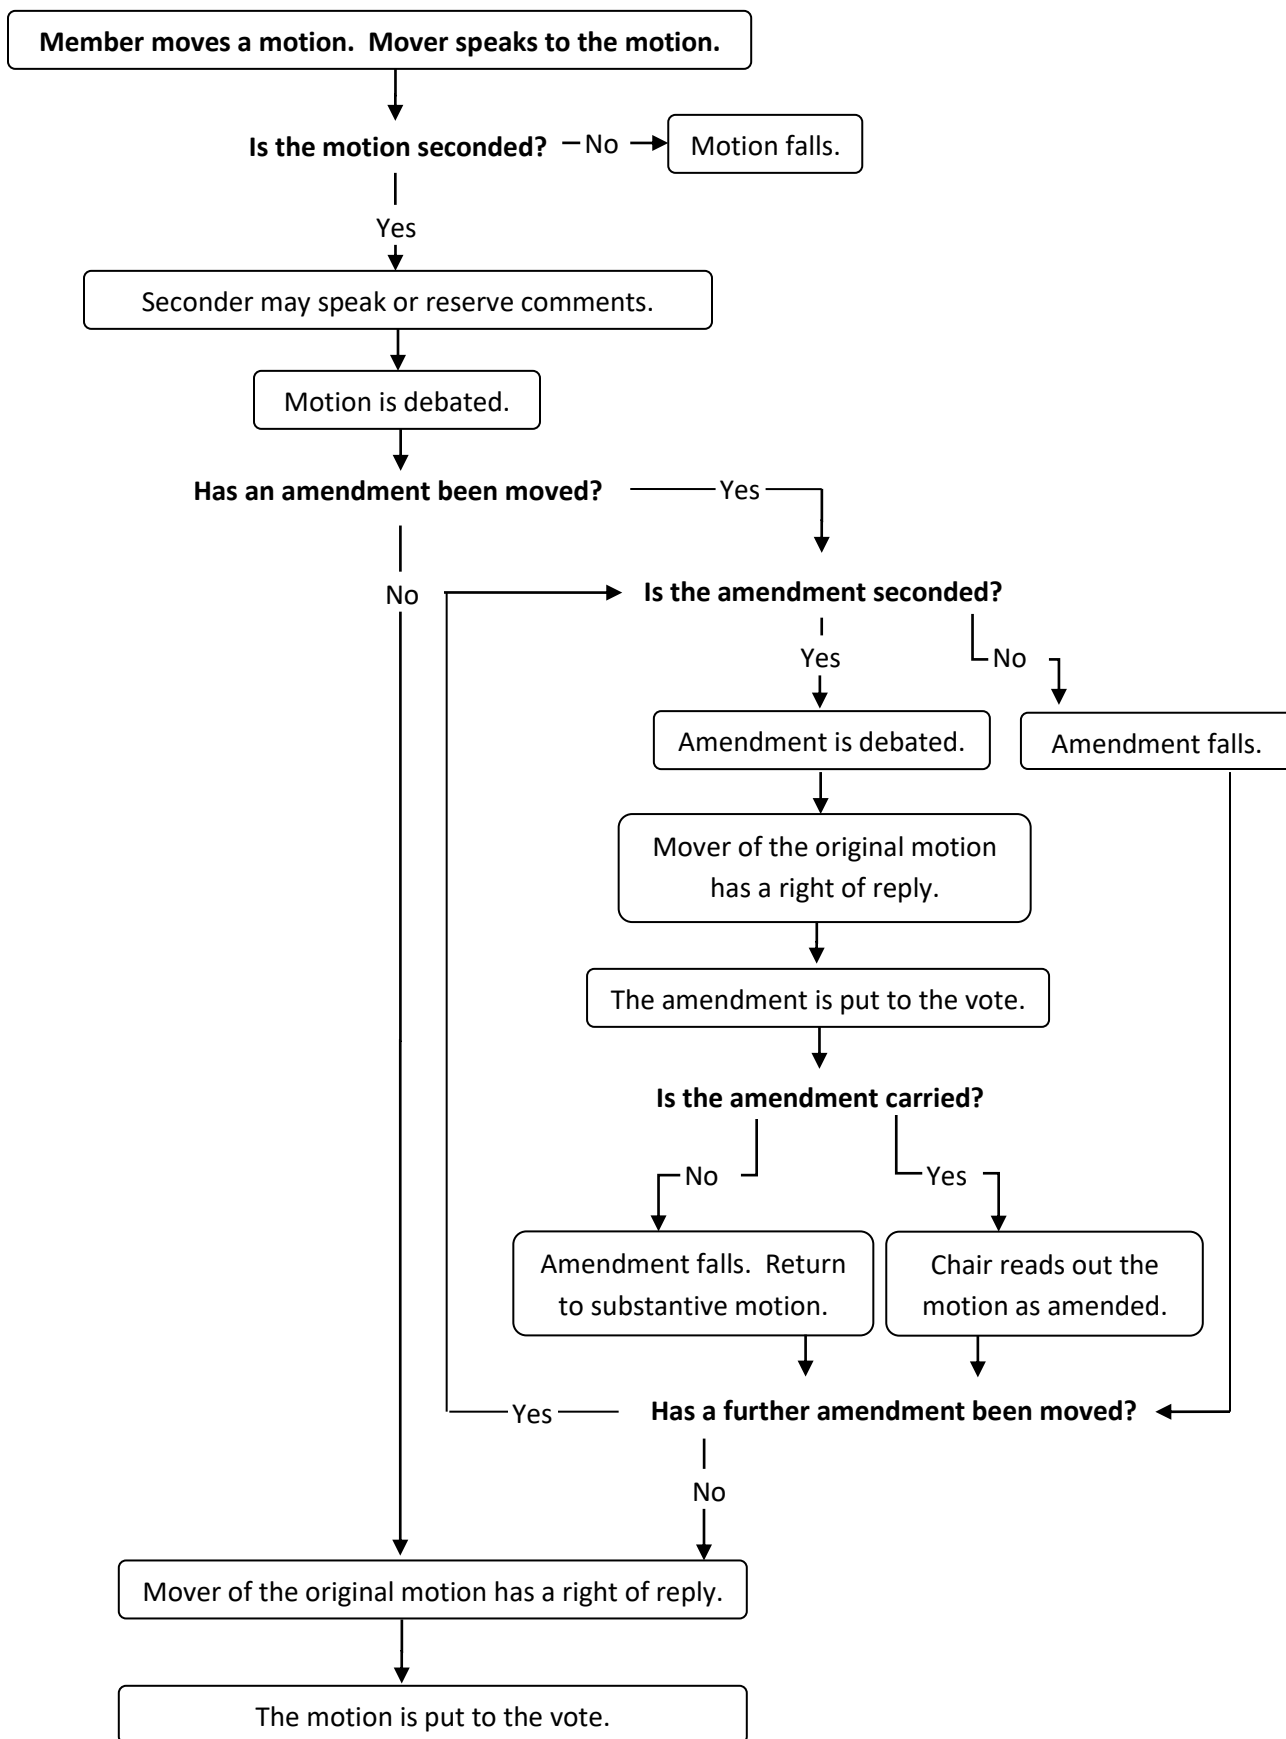 Member moves a motion.  Mover speaks to the motion.
Is the motion seconded?
No
Motion falls.
Yes
Seconder may speak or reserve comments.
Motion is debated.
Has an amendment been moved?
Yes
No
Is the amendment seconded?
Yes
No
Amendment is debated.
Amendment falls.
Mover of the original motion
has a right of reply.
The amendment is put to the vote.
Is the amendment carried?
No
Yes
Amendment falls.  Return
to substantive motion.
Chair reads out the
motion as amended.
Has a further amendment been moved?
Yes
No
Mover of the original motion has a right of reply.
The motion is put to the vote.